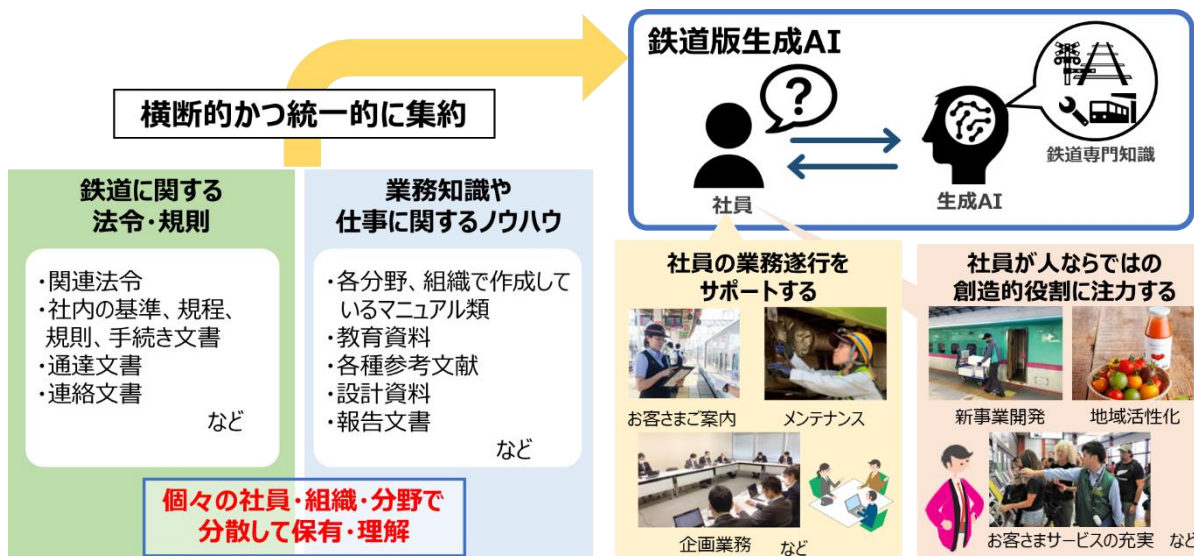 横断的かつ統一的に集約
鉄道に関する
法令・規則
・関連法令
・社内の基準、規程、
規則、手続き文書
・通達文書
・連絡文書
など
業務知識や
仕事に関するノウハウ
・各分野、組織で作成して
いるマニュアル類
・教育資料
・各種参考文献
・設計資料
・報告文書
など
個々の社員・組織・分野で
分散して保有・理解
鉄道版生成AI
?
社員
生成AI
鉄道専門知識
社員の業務遂行を
サポートする
お客さまご案内
メンテナンス
企画業務
など
社員が人ならではの
創造的役割に注力する
新事業開発
地域活性化
お客さまサービスの充実
など